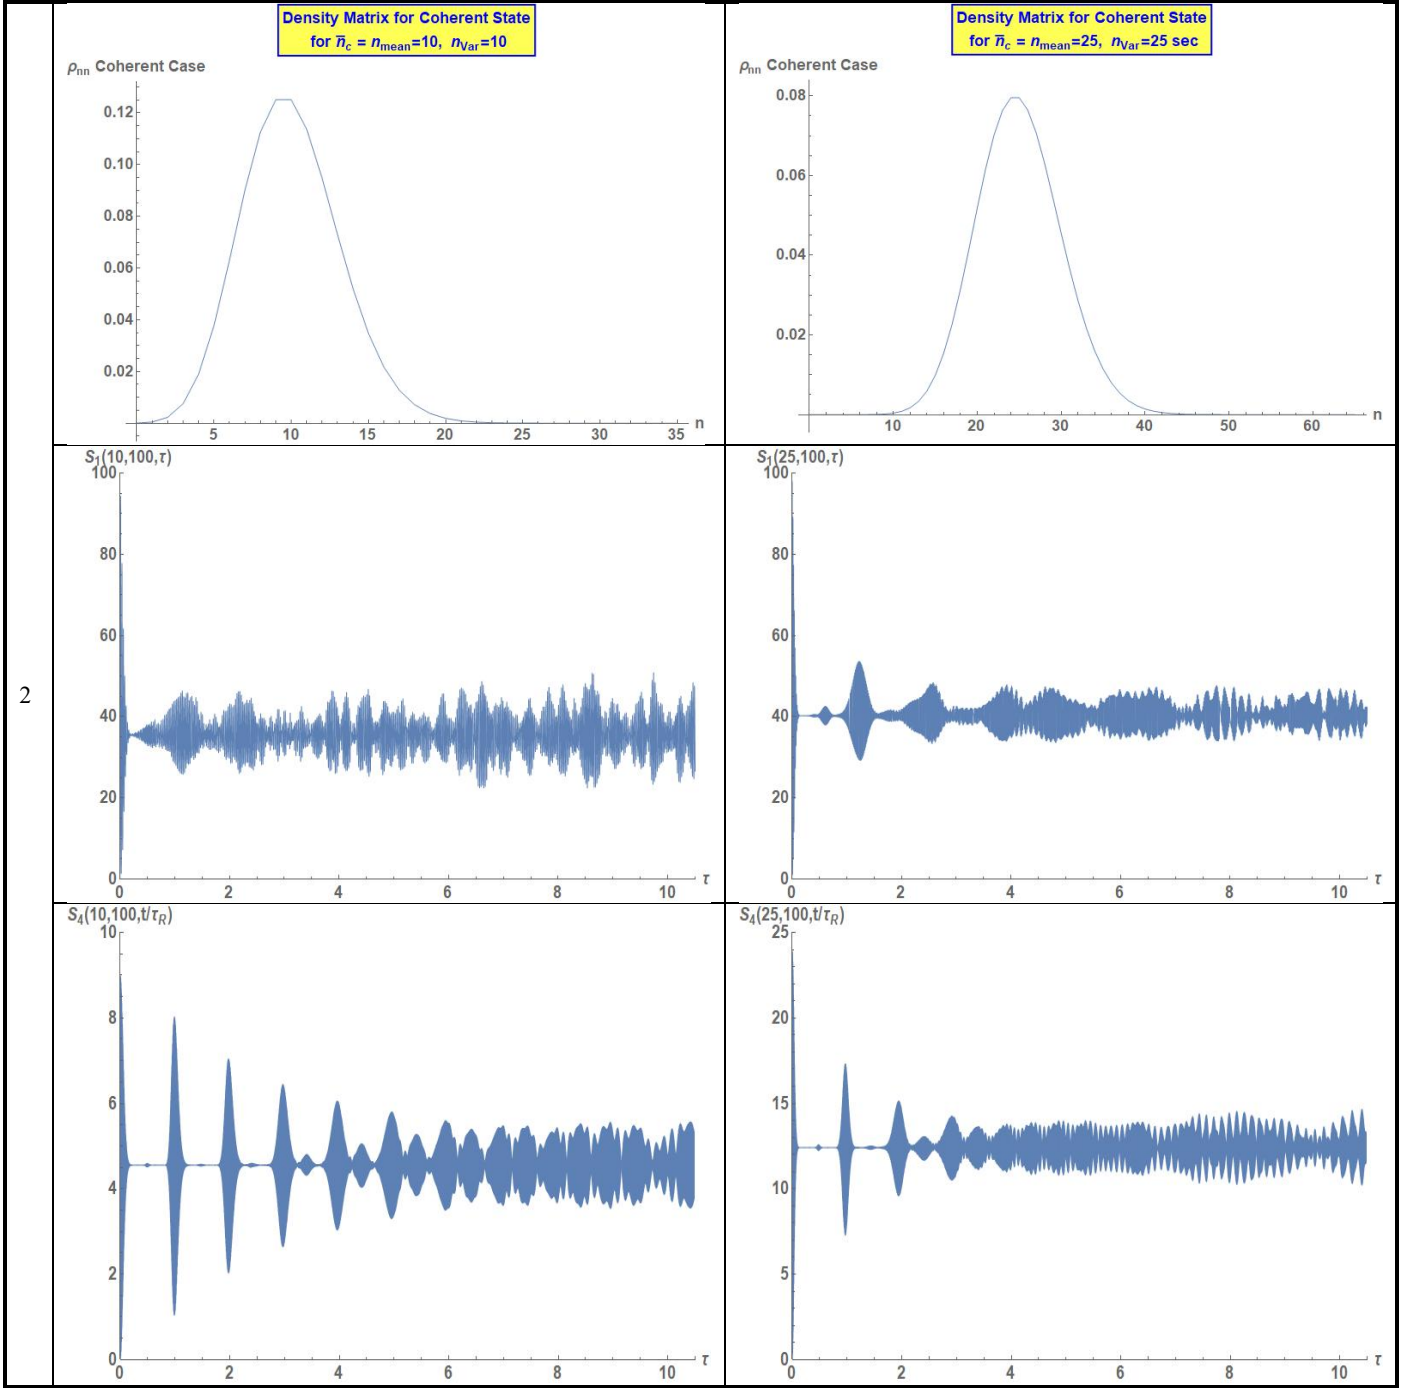 Density Matrix for Coherent State
for n̅c = nmean=10, nVar=10
ρnn Coherent Case
0.12
0.10
0.08
0.06
0.04
0.02
5 10 15 20 25 30 35 n
Density Matrix for Coherent State
for n̅c = nmean=25, nVar=25 sec
ρnn Coherent Case
0.08
0.06
0.04
0.02
10 20 30 40 50 60 n
2
S1(10,100,τ)
100
80
60
40
20
0
0 2 4 6 8 10 τ
S1(25,100,τ)
100
80
60
40
20
0
0 2 4 6 8 10 τ
S4(10,100,t/τR)
10
8
6
4
2
0
0 2 4 6 8 10 τ
S4(25,100,t/τR)
25
20
15
10
5
0
0 2 4 6 8 10 τ